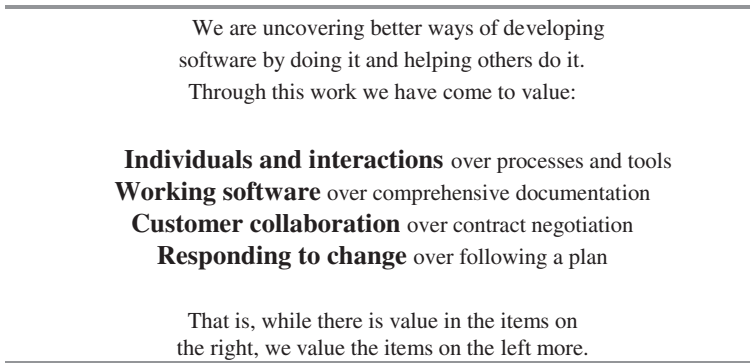 We are uncovering better ways of developing
software by doing it and helping others do it.
Through this work we have come to value:
Individuals and interactions over processes and tools
Working software over comprehensive documentation
Customer collaboration over contract negotiation
Responding to change over following a plan
That is, while there is value in the items on
the right, we value the items on the left more.